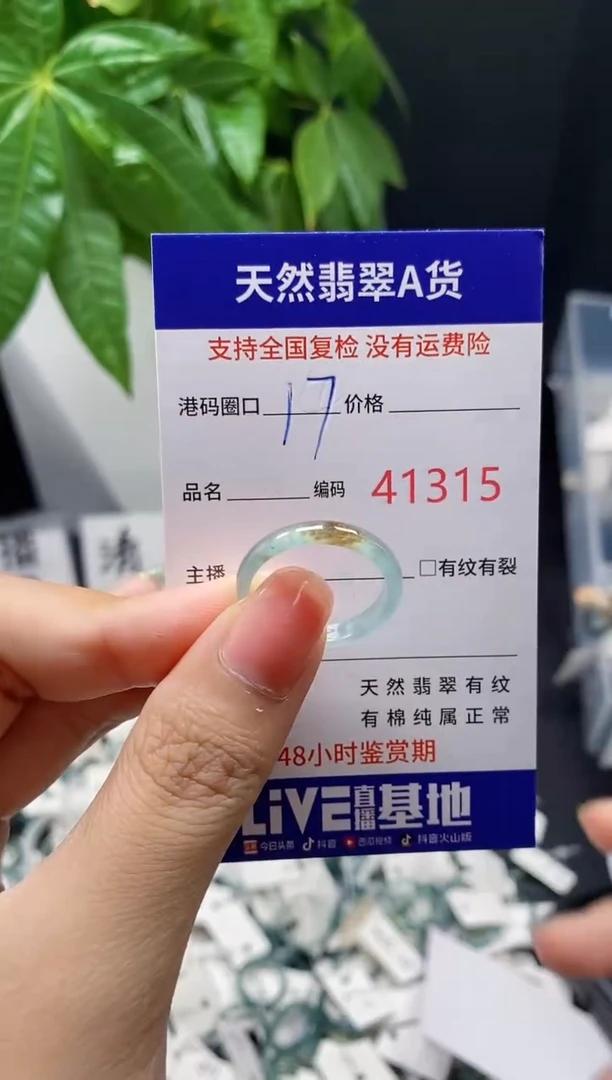 天然翡翠A货
支持全国复检 没有运费险
港码圈口 17 价格
品名 编码 41315
主播 □有纹有裂
天然翡翠有纹
有棉纯属正常
48小时鉴赏期
LiVE直播基地
今日头条 抖音 西瓜视频 抖音火山版